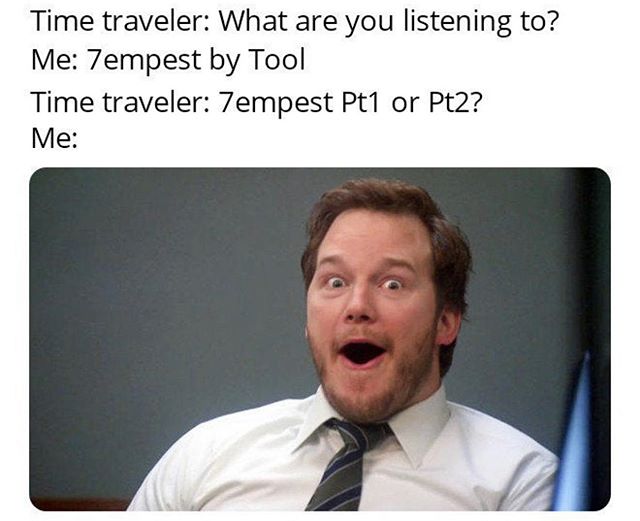 Time traveler: What are you listening to?
Me: 7empest by Tool
Time traveler: 7empest Pt1 or Pt2?
Me: